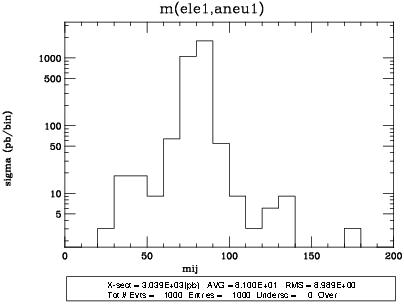 m(ele1,aneu1)
1000
500
100
50
10
5
sigma (pb/bin)
0 50 100 150 200
mij
X-sect = 3.039E+03(pb) AVG = 8.100E+01 RMS = 8.989E+00
Tot # Evts = 1000 Entries = 1000 Undersc = 0 Over